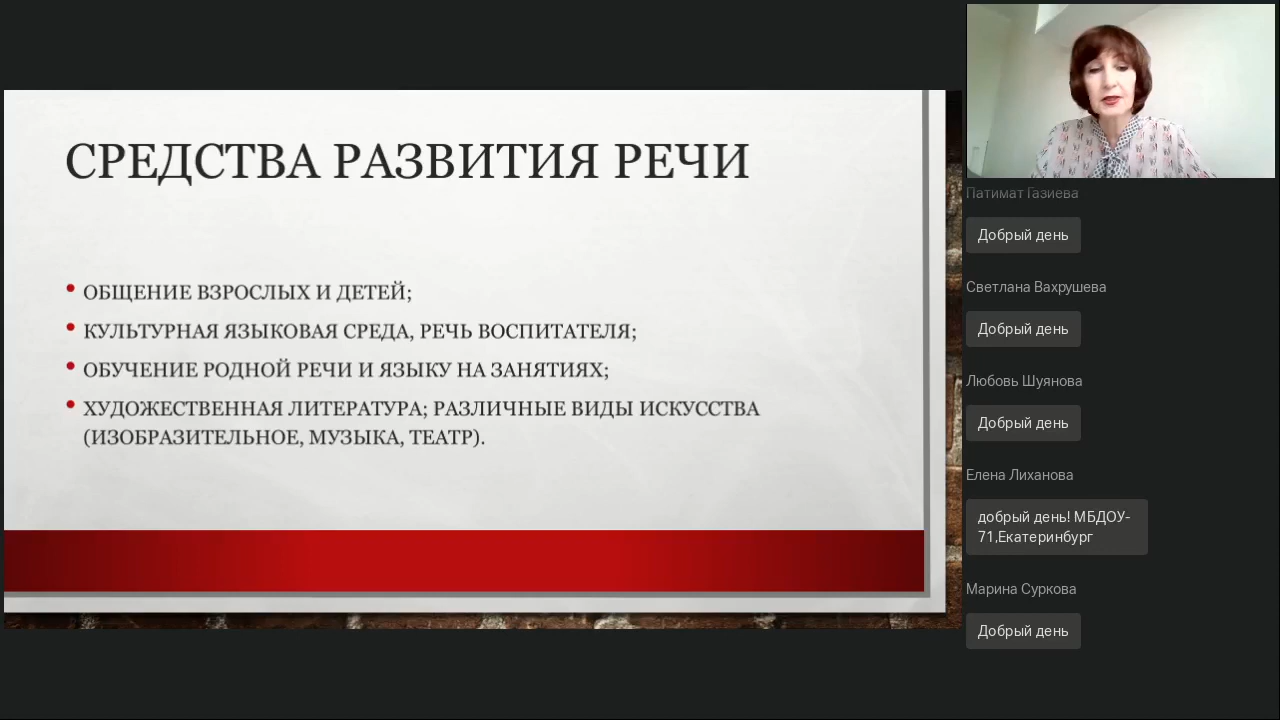 СРЕДСТВА РАЗВИТИЯ РЕЧИ
• ОБЩЕНИЕ ВЗРОСЛЫХ И ДЕТЕЙ;
• КУЛЬТУРНАЯ ЯЗЫКОВАЯ СРЕДА, РЕЧЬ ВОСПИТАТЕЛЯ;
• ОБУЧЕНИЕ РОДНОЙ РЕЧИ И ЯЗЫКУ НА ЗАНЯТИЯХ;
• ХУДОЖЕСТВЕННАЯ ЛИТЕРАТУРА; РАЗЛИЧНЫЕ ВИДЫ ИСКУССТВА
(ИЗОБРАЗИТЕЛЬНОЕ, МУЗЫКА, ТЕАТР).
Патимат Газиева
Добрый день
Светлана Вахрушева
Добрый день
Любовь Шуянова
Добрый день
Елена Лиханова
добрый день! МБДОУ-
71,Екатеринбург
Марина Суркова
Добрый день